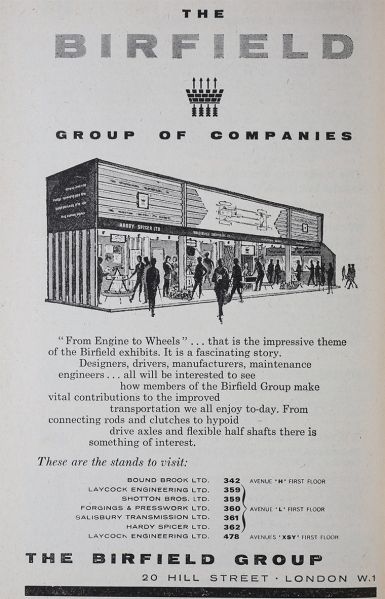 THE
BIRFIELD
GROUP OF COMPANIES
HARDY SPICER LTD
"From Engine to Wheels" ... that is the impressive theme
of the Birfield exhibits. It is a fascinating story.
Designers, drivers, manufacturers, maintenance
engineers ... all will be interested to see
how members of the Birfield Group make
vital contributions to the improved
transportation we all enjoy to-day. From
connecting rods and clutches to hypoid
drive axles and flexible half shafts there is
something of interest.
These are the stands to visit:
BOUND BROOK LTD. 342 AVENUE 'H' FIRST FLOOR
LAYCOCK ENGINEERING LTD. 359
SHOTTON BROS. LTD. 359
FORGINGS & PRESSWORK LTD. 360 AVENUE 'L' FIRST FLOOR
SALISBURY TRANSMISSION LTD. 361
HARDY SPICER LTD. 362
LAYCOCK ENGINEERING LTD. 478 AVENUES 'XSY' FIRST FLOOR
THE BIRFIELD GROUP
20 HILL STREET · LONDON W.1